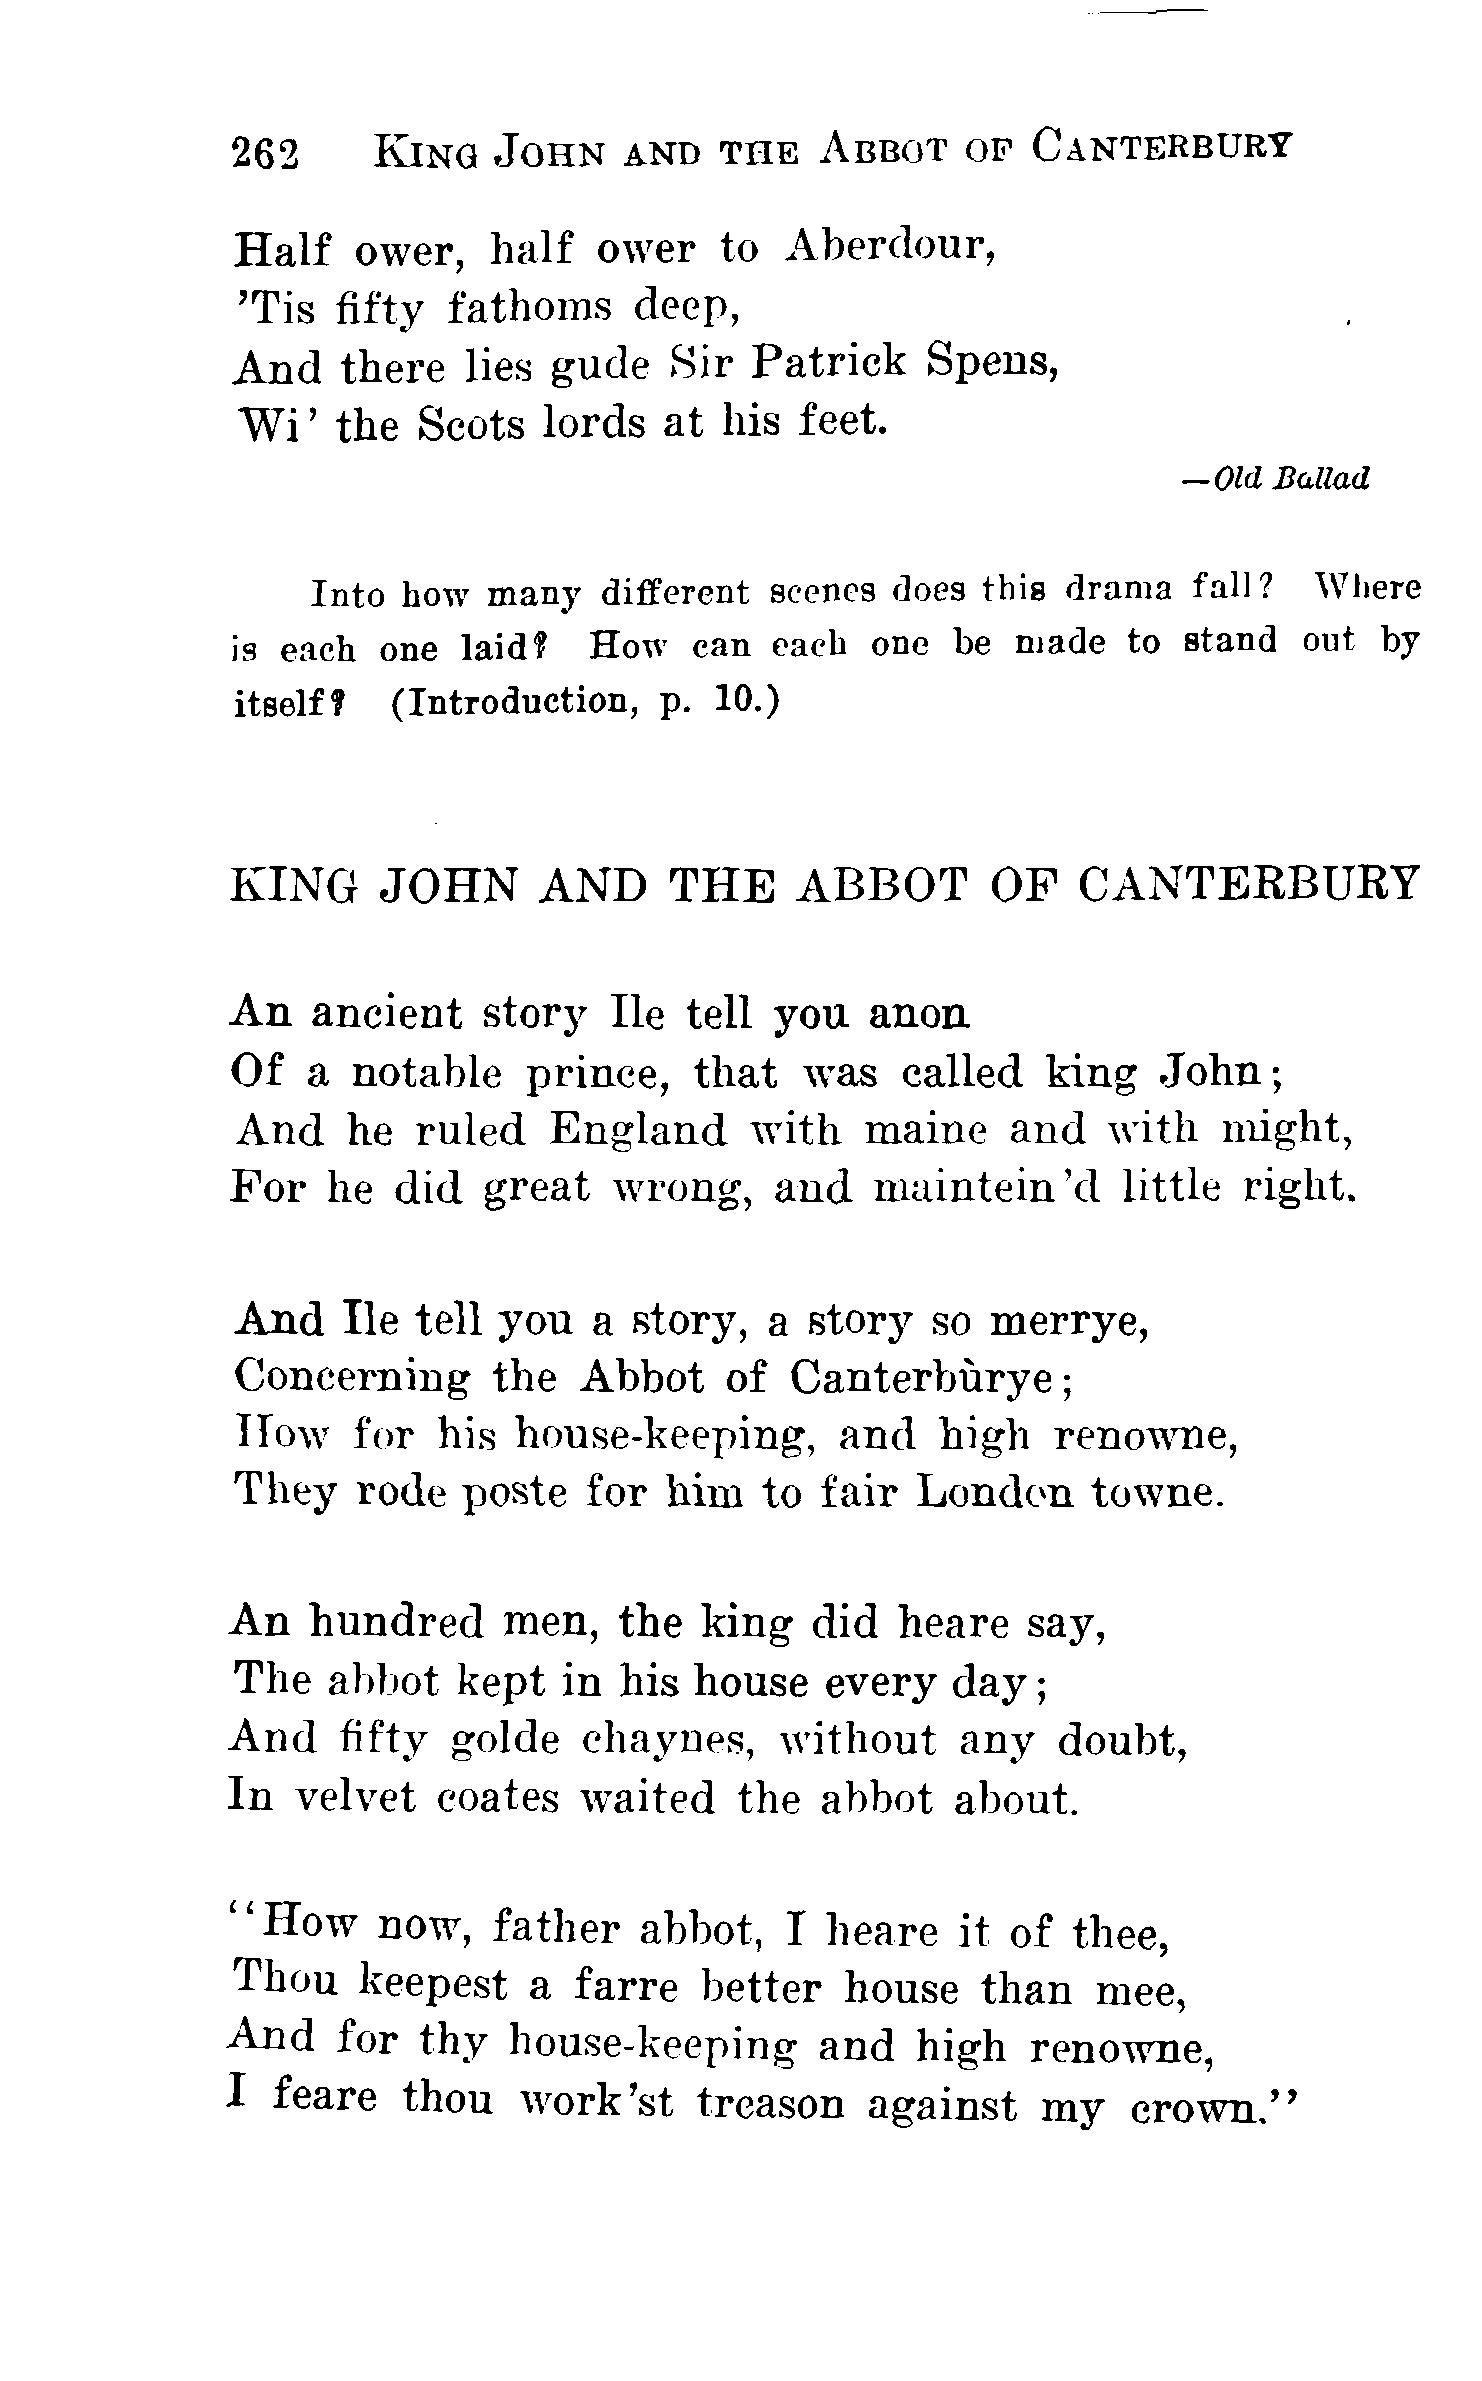 262 KING JOHN AND THE ABBOT OF CANTERBURY
Half ower, half ower to Aberdour,
'Tis fifty fathoms deep,
And there lies gude Sir Patrick Spens,
Wi' the Scots lords at his feet.
—Old Ballad
Into how many different scenes does this drama fall? Where
is each one laid? How can each one be made to stand out by
itself? (Introduction, p. 10.)
KING JOHN AND THE ABBOT OF CANTERBURY
An ancient story Ile tell you anon
Of a notable prince, that was called king John;
And he ruled England with maine and with might,
For he did great wrong, and maintein'd little right.
And Ile tell you a story, a story so merrye,
Concerning the Abbot of Canterbùrye;
How for his house-keeping, and high renowne,
They rode poste for him to fair London towne.
An hundred men, the king did heare say,
The abbot kept in his house every day;
And fifty golde chaynes, without any doubt,
In velvet coates waited the abbot about.
"How now, father abbot, I heare it of thee,
Thou keepest a farre better house than mee,
And for thy house-keeping and high renowne,
I feare thou work'st treason against my crown."